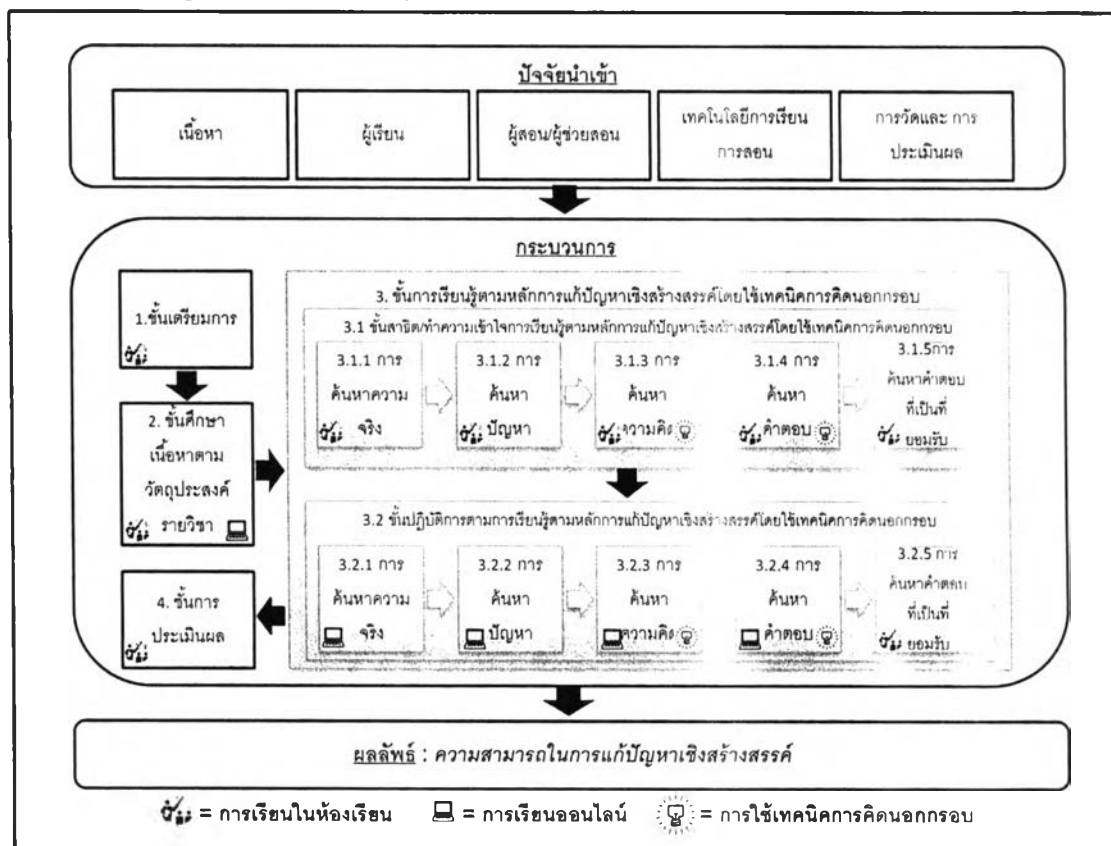 ปัจจัยนำเข้า
เนื้อหา
ผู้เรียน
ผู้สอน/ผู้ช่วยสอน
เทคโนโลยีการเรียน
การสอน
การวัดและ การ
ประเมินผล
กระบวนการ
1.ขั้นเตรียมการ
2. ขั้นศึกษา
เนื้อหาตาม
วัตถุประสงค์
รายวิชา
3. ขั้นการเรียนรู้ตามหลักการแก้ปัญหาเชิงสร้างสรรค์โดยใช้เทคนิคการคิดนอกกรอบ
3.1 ขั้นสาธิต/ทำความเข้าใจการเรียนรู้ตามหลักการแก้ปัญหาเชิงสร้างสรรค์โดยใช้เทคนิคการคิดนอกกรอบ
3.1.1 การ
ค้นหาความ
จริง
3.1.2 การ
ค้นหา
ปัญหา
3.1.3 การ
ค้นหา
ความคิด
3.1.4 การ
ค้นหา
คำตอบ
3.1.5การ
ค้นหาคำตอบ
ที่เป็นที่
ยอมรับ
3.2 ขั้นปฏิบัติการตามการเรียนรู้ตามหลักการแก้ปัญหาเชิงสร้างสรรค์โดยใช้เทคนิคการคิดนอกกรอบ
3.2.1 การ
ค้นหาความ
จริง
3.2.2 การ
ค้นหา
ปัญหา
3.2.3 การ
ค้นหา
ความคิด
3.2.4 การ
ค้นหา
คำตอบ
3.2.5 การ
ค้นหาคำตอบ
ที่เป็นที่
ยอมรับ
4. ขั้นการ
ประเมินผล
ผลลัพธ์ : ความสามารถในการแก้ปัญหาเชิงสร้างสรรค์
= การเรียนในห้องเรียน
= การเรียนออนไลน์
= การใช้เทคนิคการคิดนอกกรอบ